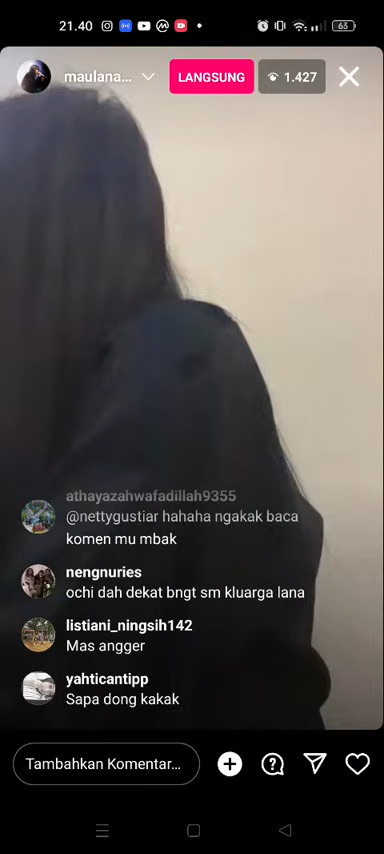 21.40
63
maulana...
LANGSUNG
1.427
athayazahwafadillah9355
@nettygustiar hahaha ngakak baca
komen mu mbak
nengnuries
ochi dah dekat bngt sm kluarga lana
listiani_ningsih142
Mas angger
yahticantipp
Sapa dong kakak
Tambahkan Komentar...